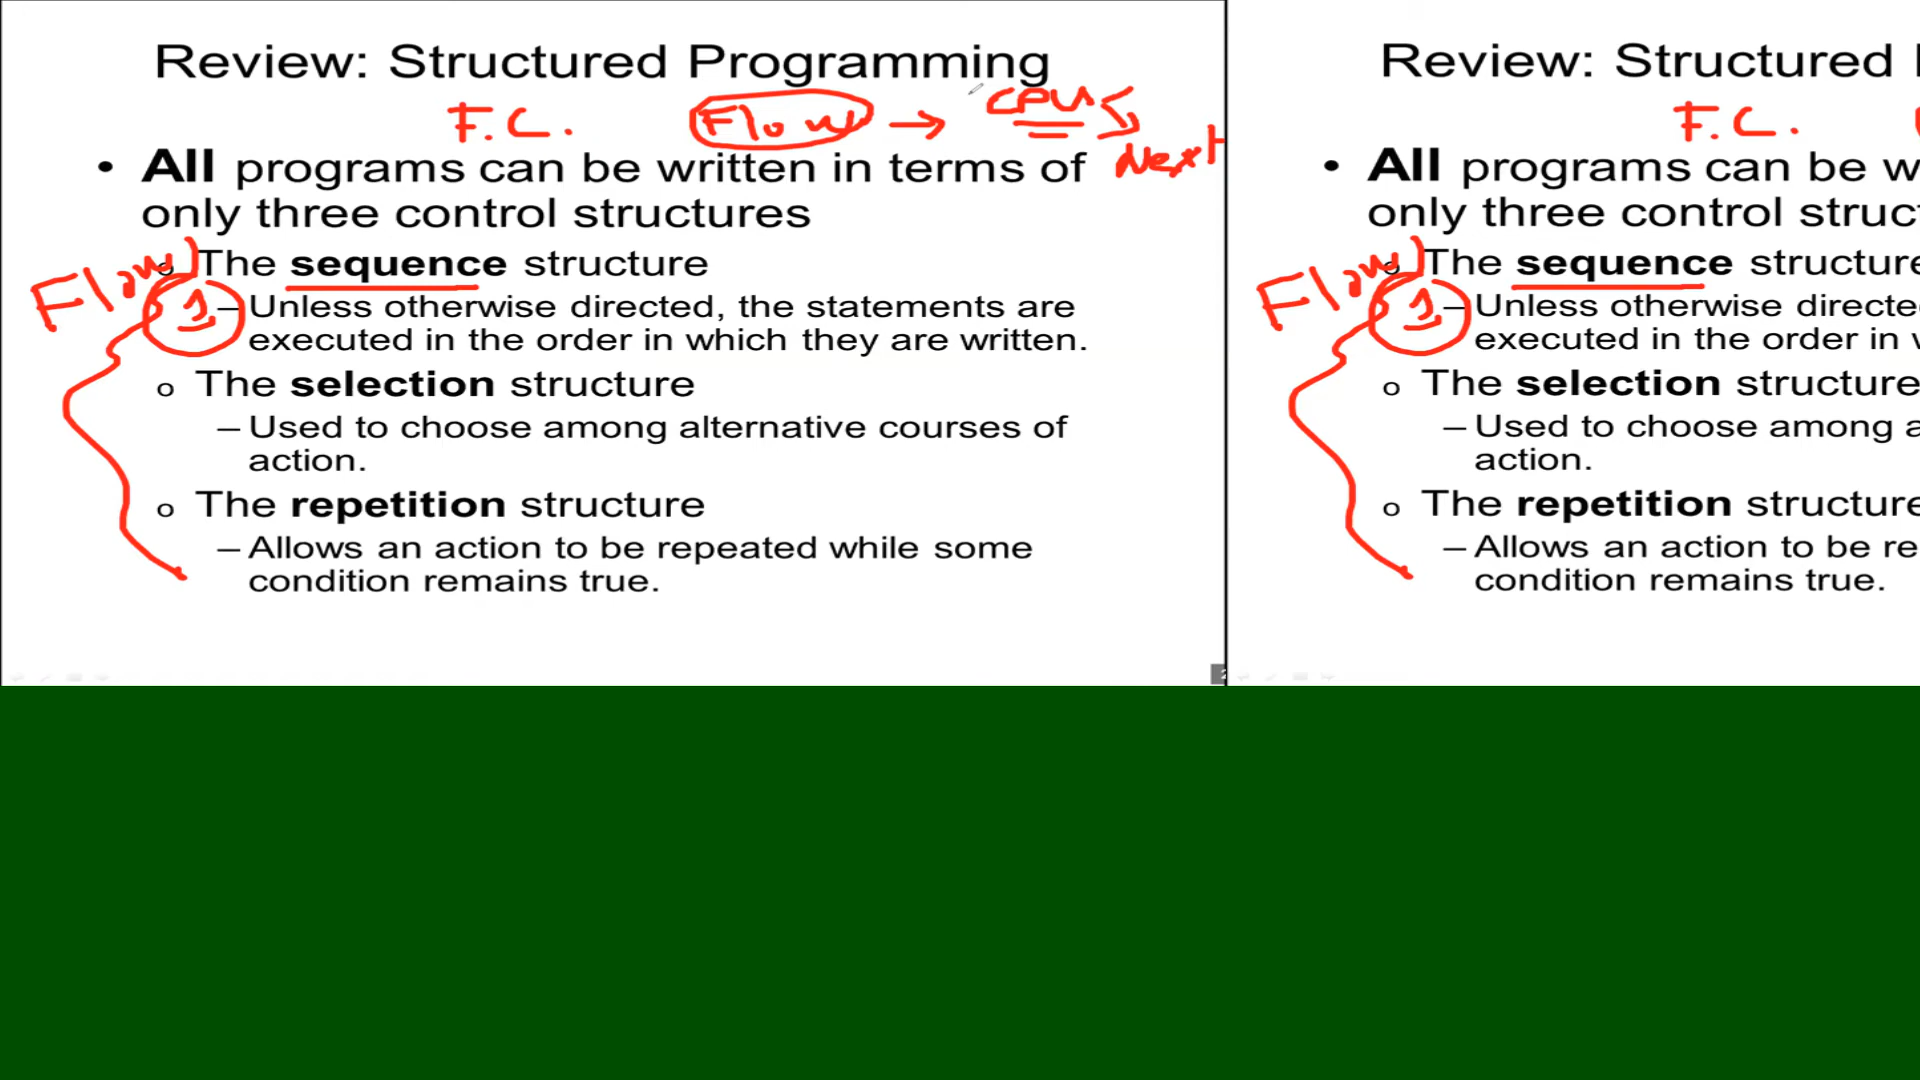 Review: Structured Programming
F.C. Flow → CPU
Next
• All programs can be written in terms of
only three control structures
Flow
o The sequence structure
1
– Unless otherwise directed, the statements are
executed in the order in which they are written.
o The selection structure
– Used to choose among alternative courses of
action.
o The repetition structure
– Allows an action to be repeated while some
condition remains true.
Review: Structured
F.C.
• All programs can be w
only three control struct
Flow
o The sequence structure
1
– Unless otherwise directe
executed in the order in w
o The selection structure
– Used to choose among a
action.
o The repetition structure
– Allows an action to be re
condition remains true.